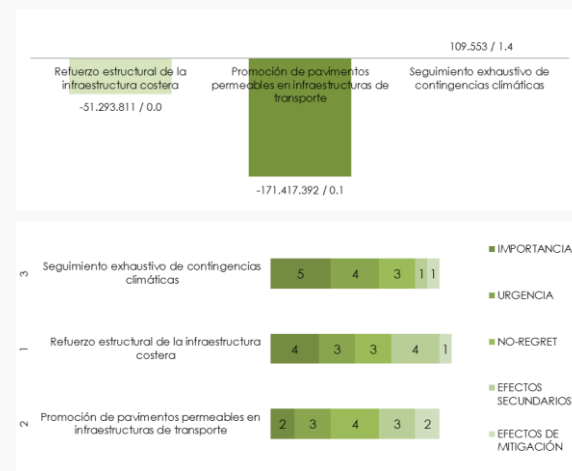 109.553 / 1.4
Refuerzo estructural de la
infraestructura costera
Promoción de pavimentos
permeables en infraestructuras de
transporte
Seguimiento exhaustivo de
contingencias climáticas
-51.293.811 / 0.0
-171.417.392 / 0.1
3
Seguimiento exhaustivo de contingencias
climáticas
5 4 3 1 1
1
Refuerzo estructural de la infraestructura
costera
4 3 3 4 1
2
Promoción de pavimentos permeables en
infraestructuras de transporte
2 3 4 3 2
IMPORTANCIA
URGENCIA
NO-REGRET
EFECTOS
SECUNDARIOS
EFECTOS DE
MITIGACIÓN